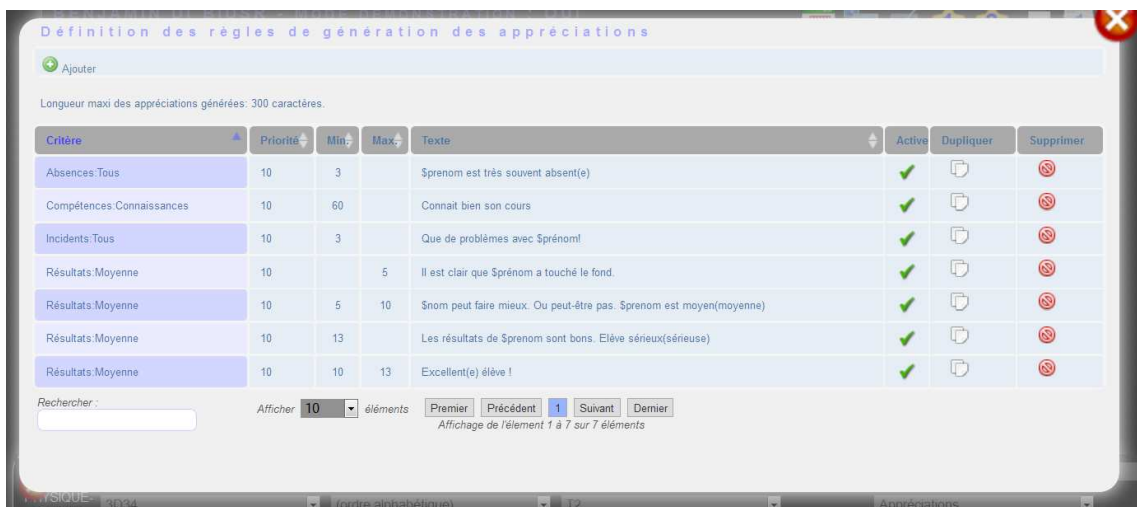 Définition des règles de génération des appréciations
Ajouter
Longueur maxi des appréciations générées: 300 caractères.
Critère Priorité Min. Max. Texte Active Dupliquer Supprimer
Absences:Tous 10 3 $prenom est très souvent absent(e)
Compétences:Connaissances 10 60 Connait bien son cours
Incidents:Tous 10 3 Que de problèmes avec $prénom!
Résultats:Moyenne 10 5 Il est clair que $prénom a touché le fond.
Résultats:Moyenne 10 5 10 $nom peut faire mieux. Ou peut-être pas. $prenom est moyen(moyenne)
Résultats:Moyenne 10 13 Les résultats de $prenom sont bons. Elève sérieux(sérieuse)
Résultats:Moyenne 10 10 13 Excellent(e) élève !
Rechercher : Afficher 10 éléments Premier Précédent 1 Suivant Dernier
Affichage de l'élement 1 à 7 sur 7 éléments
3D34 (ordre alphabétique) T2 Appréciations